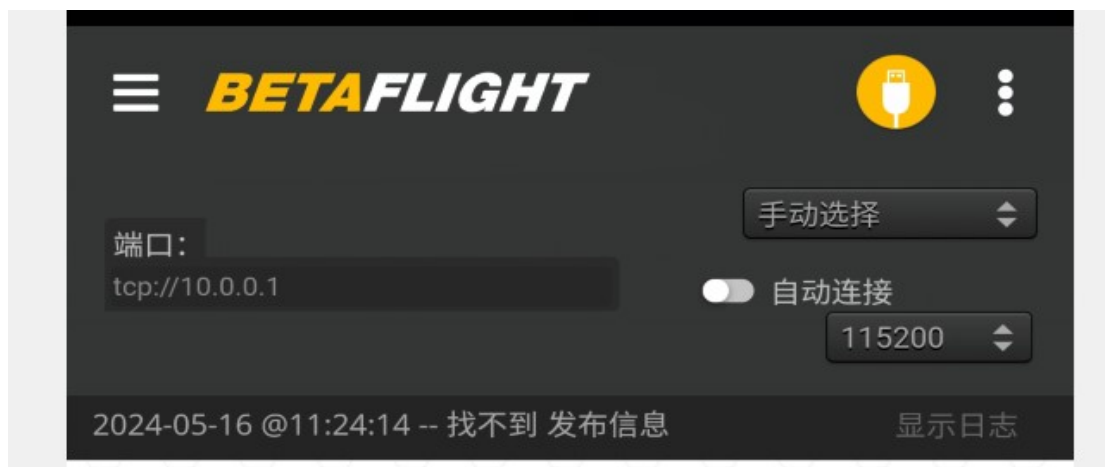 BETAFLIGHT
手动选择
端口：
tcp://10.0.0.1
自动连接
115200
2024-05-16 @11:24:14 -- 找不到 发布信息
显示日志